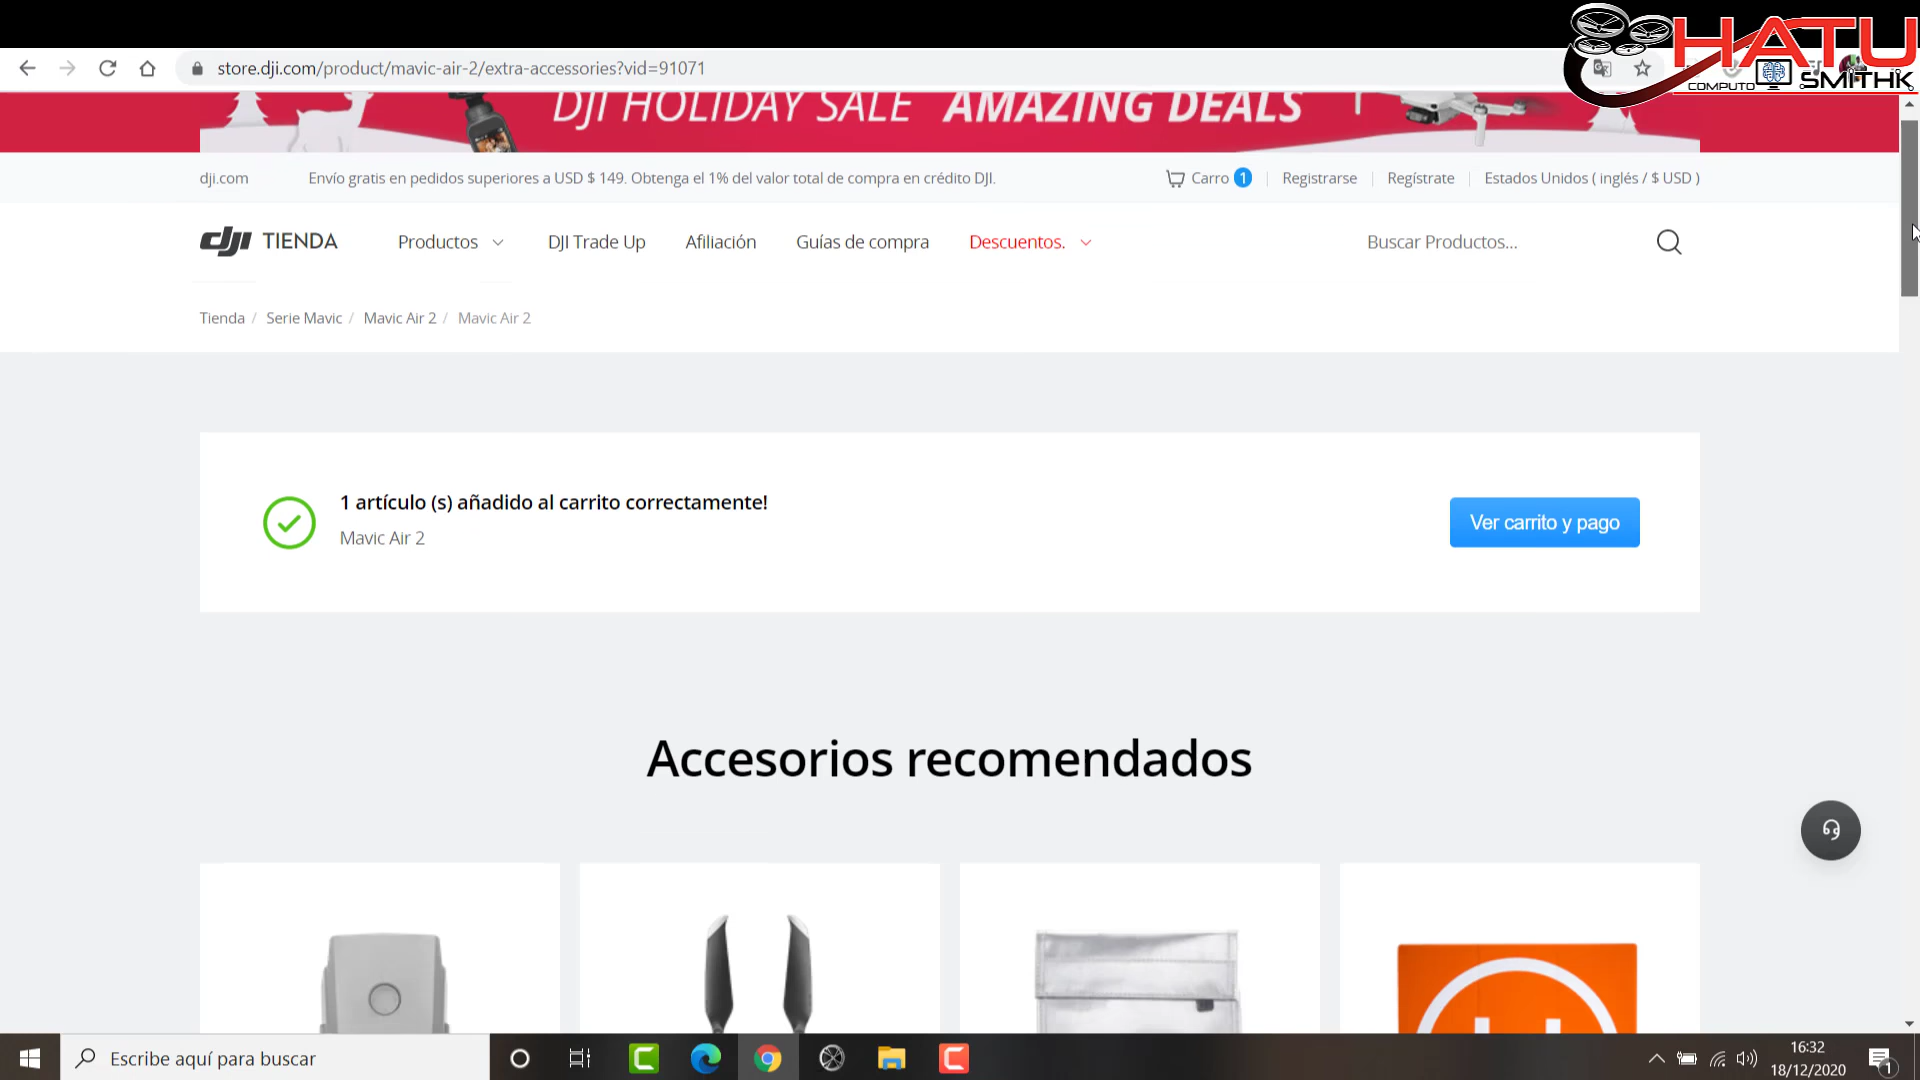 HATU
COMPUTO SMITHK
store.dji.com/product/mavic-air-2/extra-accessories?vid=91071
DJI HOLIDAY SALE AMAZING DEALS
dji.com Envío gratis en pedidos superiores a USD $ 149. Obtenga el 1% del valor total de compra en crédito DJI. Carro 1 Registrarse Regístrate Estados Unidos ( inglés / $ USD )
dji TIENDA Productos DJI Trade Up Afiliación Guías de compra Descuentos. Buscar Productos...
Tienda / Serie Mavic / Mavic Air 2 / Mavic Air 2
1 artículo (s) añadido al carrito correctamente!
Mavic Air 2
Ver carrito y pago
Accesorios recomendados
Escribe aquí para buscar
16:32
18/12/2020
1